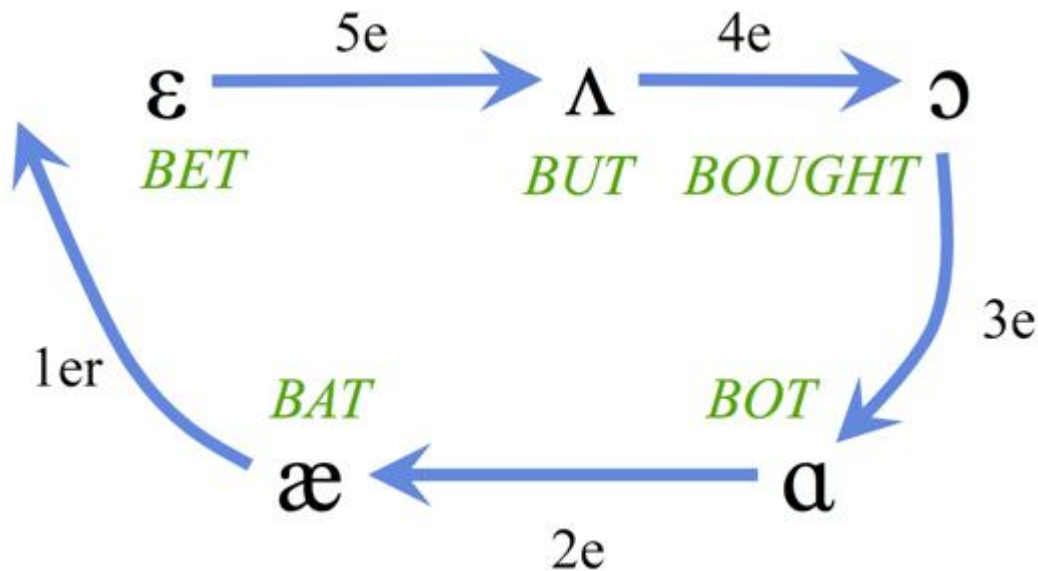 5e 4e
ɛ ʌ ɔ
BET BUT BOUGHT
3e
1er
BAT BOT
æ ɑ
2e